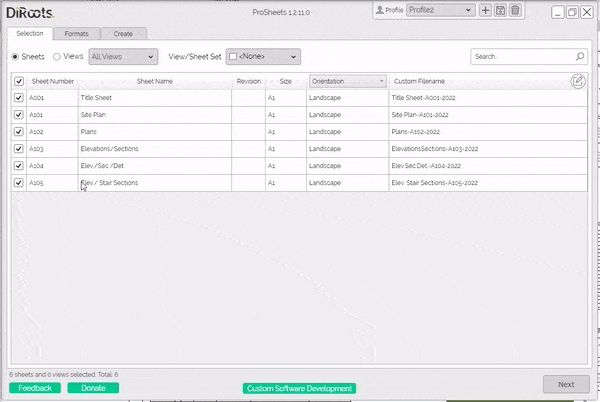 DiRoots
ProSheets 1.2.11.0
Profile Profile2
Selection Formats Create
Sheets Views All Views View/Sheet Set <None> Search..
Sheet Number Sheet Name Revision Size Orientation Custom Filename
A001 Title Sheet A1 Landscape Title Sheet-A001-2022
A101 Site Plan A1 Landscape Site Plan-A101-2022
A102 Plans A1 Landscape Plans-A102-2022
A103 Elevations/Sections A1 Landscape ElevationsSections-A103-2022
A104 Elev./Sec./Det. A1 Landscape Elev.Sec.Det.-A104-2022
A105 Elev./ Stair Sections A1 Landscape Elev. Stair Sections-A105-2022
6 sheets and 0 views selected. Total: 6
Feedback Donate Custom Software Development Next